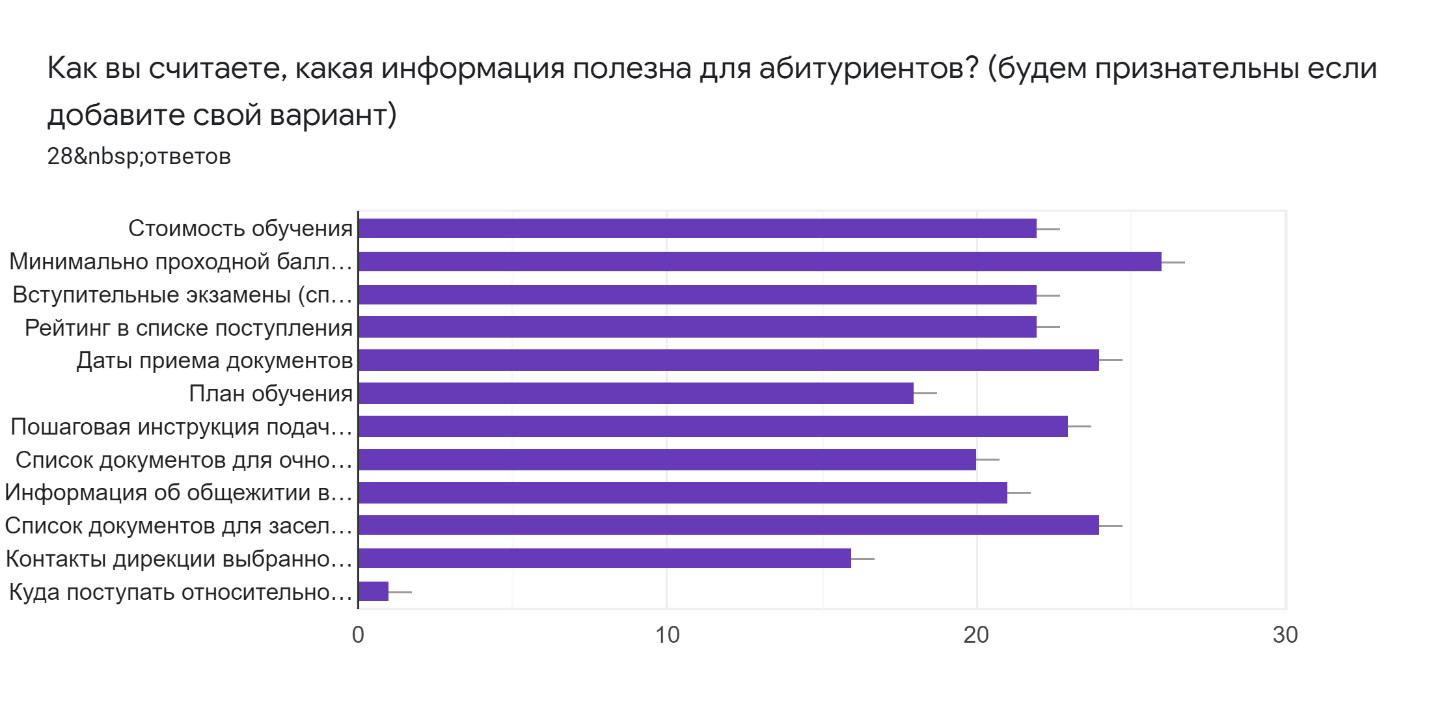 Как вы считаете, какая информация полезна для абитуриентов? (будем признательны если
добавите свой вариант)
28&nbsp;ответов
Стоимость обучения
Минимально проходной балл…
Вступительные экзамены (сп…
Рейтинг в списке поступления
Даты приема документов
План обучения
Пошаговая инструкция подач…
Список документов для очно…
Информация об общежитии в…
Список документов для засел…
Контакты дирекции выбранно…
Куда поступать относительно…
0 10 20 30